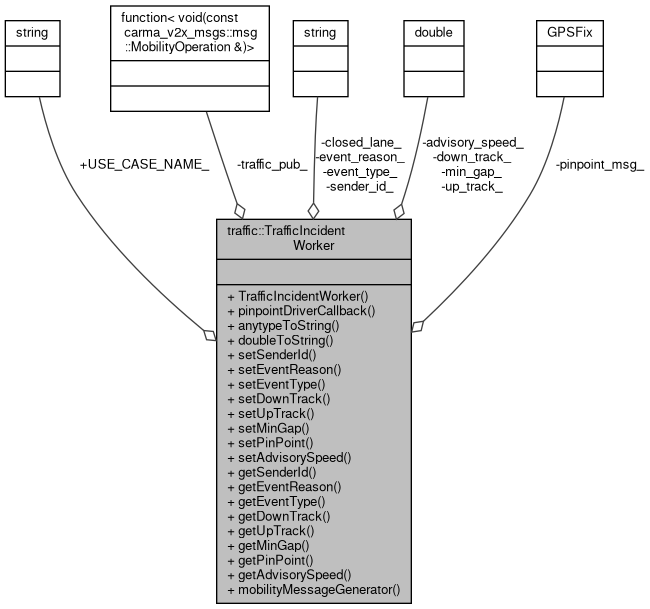 string
function< void(const
carma_v2x_msgs::msg
::MobilityOperation &)>
string
double
GPSFix
+USE_CASE_NAME_
-traffic_pub_
-closed_lane_
-event_reason_
-event_type_
-sender_id_
-advisory_speed_
-down_track_
-min_gap_
-up_track_
-pinpoint_msg_
traffic::TrafficIncident
Worker
+ TrafficIncidentWorker()
+ pinpointDriverCallback()
+ anytypeToString()
+ doubleToString()
+ setSenderId()
+ setEventReason()
+ setEventType()
+ setDownTrack()
+ setUpTrack()
+ setMinGap()
+ setPinPoint()
+ setAdvisorySpeed()
+ getSenderId()
+ getEventReason()
+ getEventType()
+ getDownTrack()
+ getUpTrack()
+ getMinGap()
+ getPinPoint()
+ getAdvisorySpeed()
+ mobilityMessageGenerator()